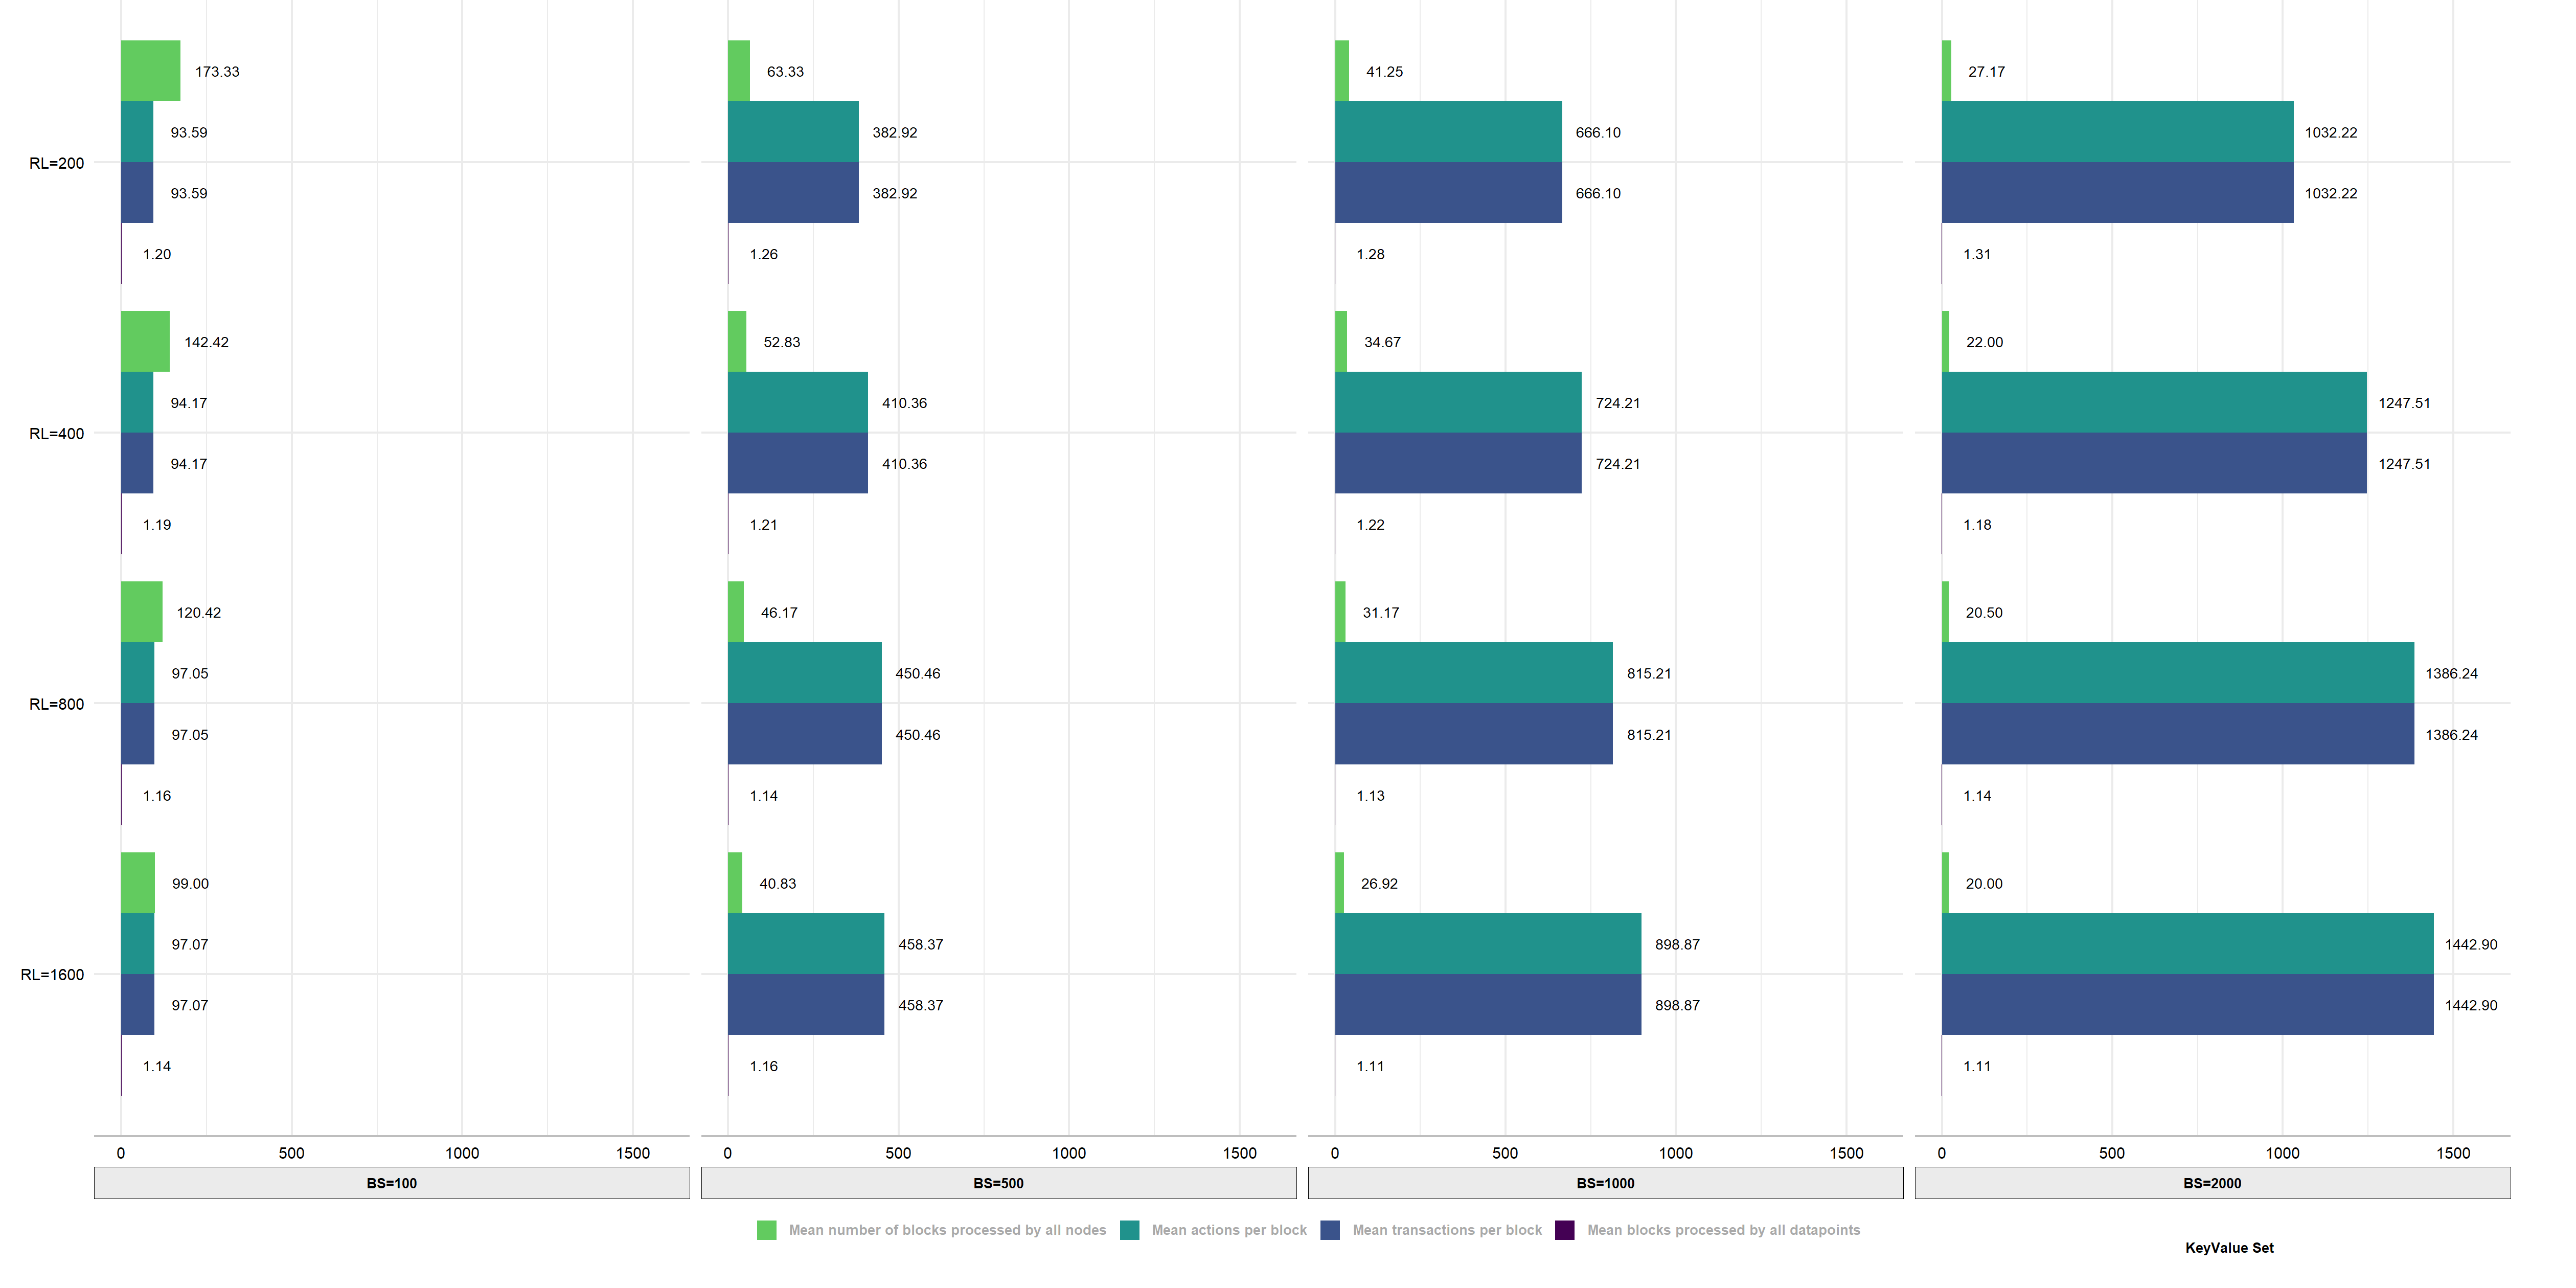 173.33 63.33 41.25 27.17
93.59 382.92 666.10 1032.22
RL=200
93.59 382.92 666.10 1032.22
1.20 1.26 1.28 1.31
142.42 52.83 34.67 22.00
94.17 410.36 724.21 1247.51
RL=400
94.17 410.36 724.21 1247.51
1.19 1.21 1.22 1.18
120.42 46.17 31.17 20.50
97.05 450.46 815.21 1386.24
RL=800
97.05 450.46 815.21 1386.24
1.16 1.14 1.13 1.14
99.00 40.83 26.92 20.00
97.07 458.37 898.87 1442.90
RL=1600
97.07 458.37 898.87 1442.90
1.14 1.16 1.11 1.11
0 500 1000 1500 0 500 1000 1500 0 500 1000 1500 0 500 1000 1500
BS=100 BS=500 BS=1000 BS=2000
Mean number of blocks processed by all nodes Mean actions per block Mean transactions per block Mean blocks processed by all datapoints
KeyValue Set